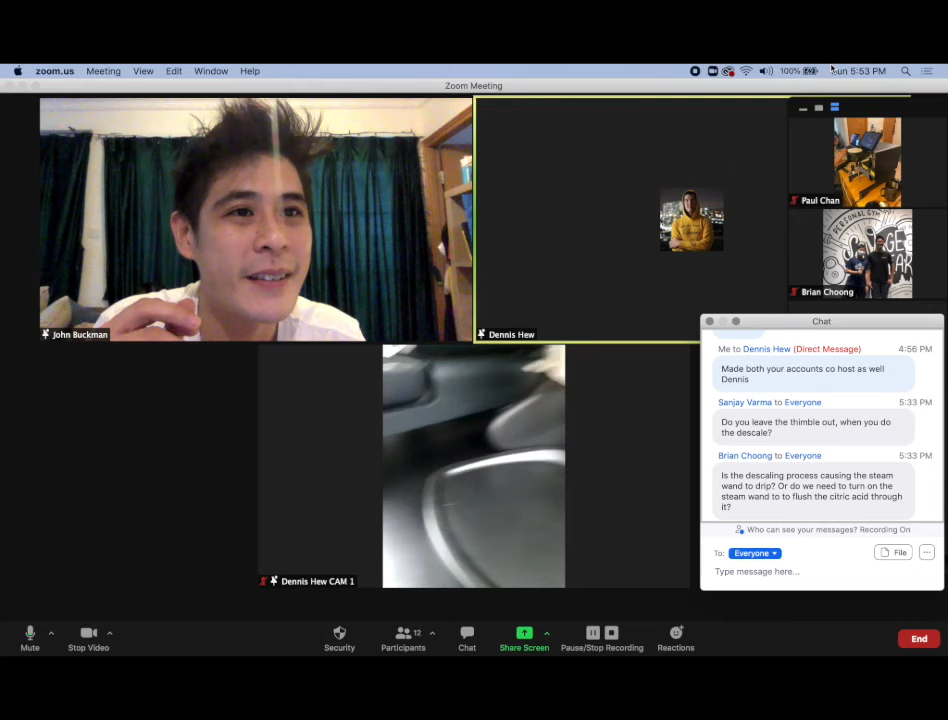 zoom.us Meeting View Edit Window Help 100% un 5:53 PM
Zoom Meeting
Paul Chan
PERSONAL GYM
Brian Choong
John Buckman
Dennis Hew
Chat
Me to Dennis Hew (Direct Message) 4:56 PM
Made both your accounts co host as well
Dennis
Sanjay Varma to Everyone 5:33 PM
Do you leave the thimble out, when you do
the descale?
Brian Choong to Everyone 5:33 PM
Is the descaling process causing the steam
wand to drip? Or do we need to turn on the
steam wand to to flush the citric acid through
it?
Who can see your messages? Recording On
To: Everyone File
Type message here...
Dennis Hew CAM 1
Mute Stop Video Security Participants 12 Chat Share Screen Pause/Stop Recording Reactions End